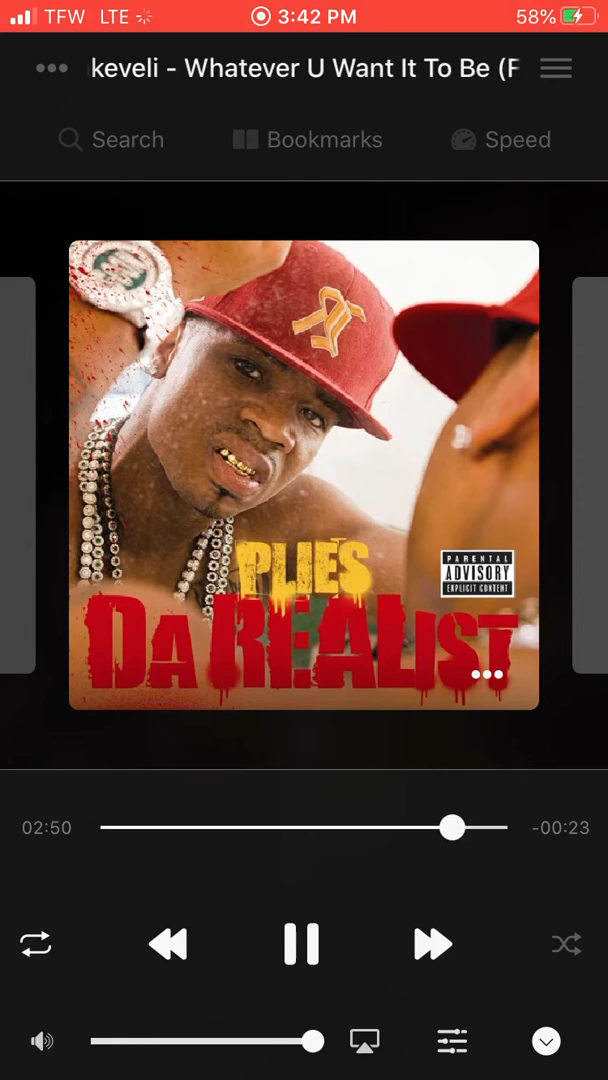 TFW LTE 3:42 PM 58%
keveli - Whatever U Want It To Be (F
Search Bookmarks Speed
PLIES
PARENTAL
ADVISORY
EXPLICIT CONTENT
DA REALIST
02:50 -00:23